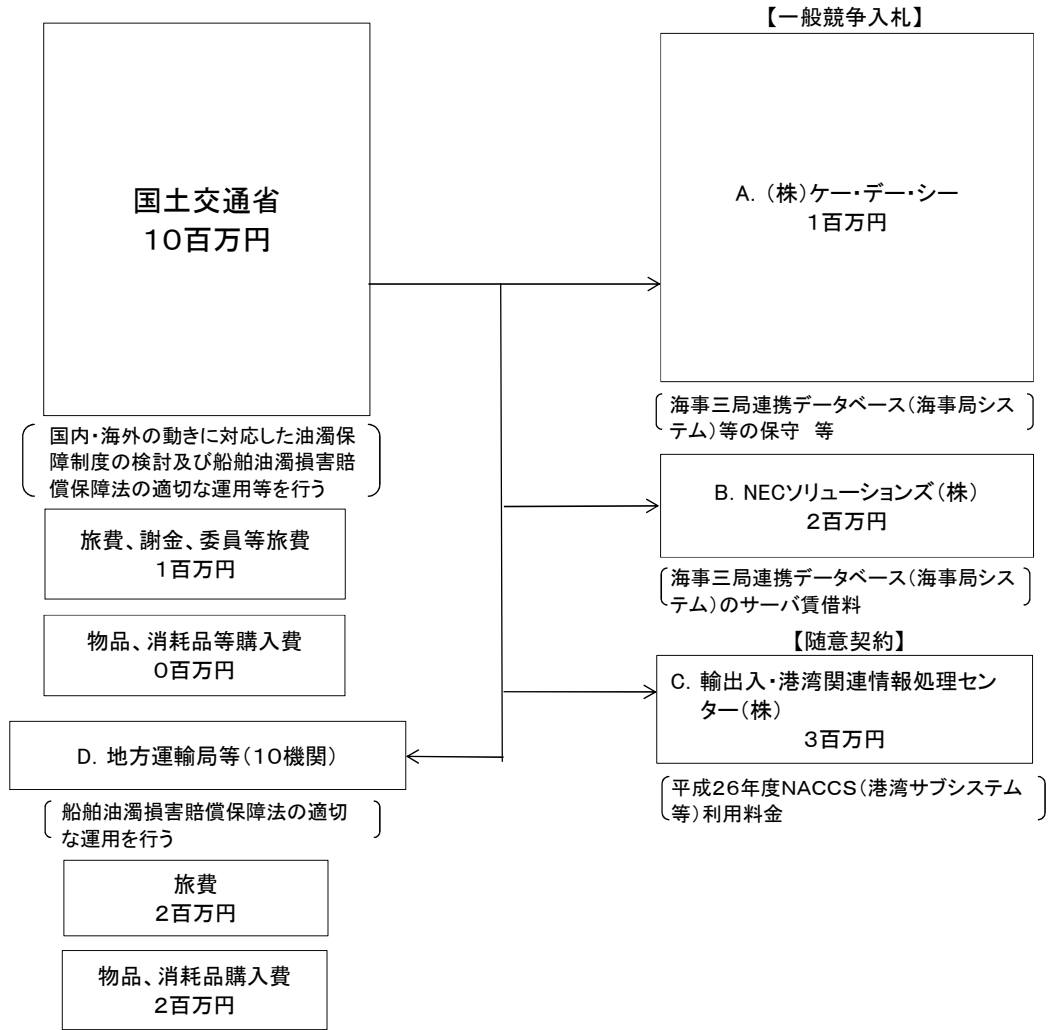 国土交通省
１０百万円
国内・海外の動きに対応した油濁保
障制度の検討及び船舶油濁損害賠
償保障法の適切な運用等を行う
旅費、謝金、委員等旅費
１百万円
物品、消耗品等購入費
０百万円
D. 地方運輸局等（１０機関）
船舶油濁損害賠償保障法の適切
な運用を行う
旅費
２百万円
物品、消耗品購入費
２百万円
【一般競争入札】
A. （株）ケー・デー・シー
１百万円
海事三局連携データベース（海事局シス
テム）等の保守　等
B. NECソリューションズ（株）
２百万円
海事三局連携データベース（海事局シス
テム）のサーバ賃借料
【随意契約】
C. 輸出入・港湾関連情報処理セン
ター（株）
３百万円
平成２６年度NACCS（港湾サブシステム
等）利用料金